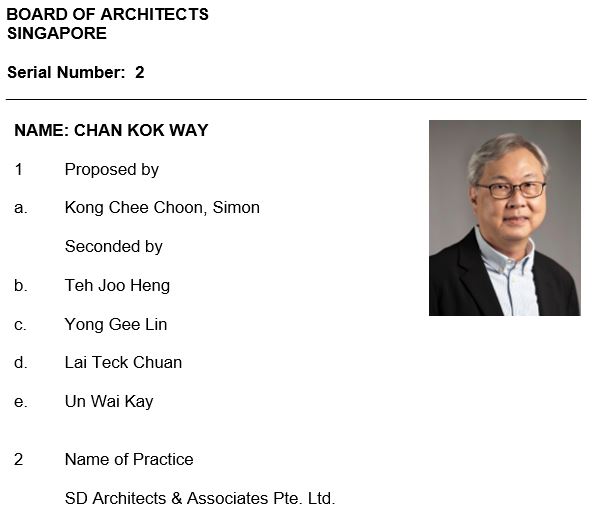 BOARD OF ARCHITECTS
SINGAPORE
Serial Number: 2
NAME: CHAN KOK WAY
1 Proposed by
a. Kong Chee Choon, Simon
Seconded by
b. Teh Joo Heng
c. Yong Gee Lin
d. Lai Teck Chuan
e. Un Wai Kay
2 Name of Practice
SD Architects & Associates Pte. Ltd.